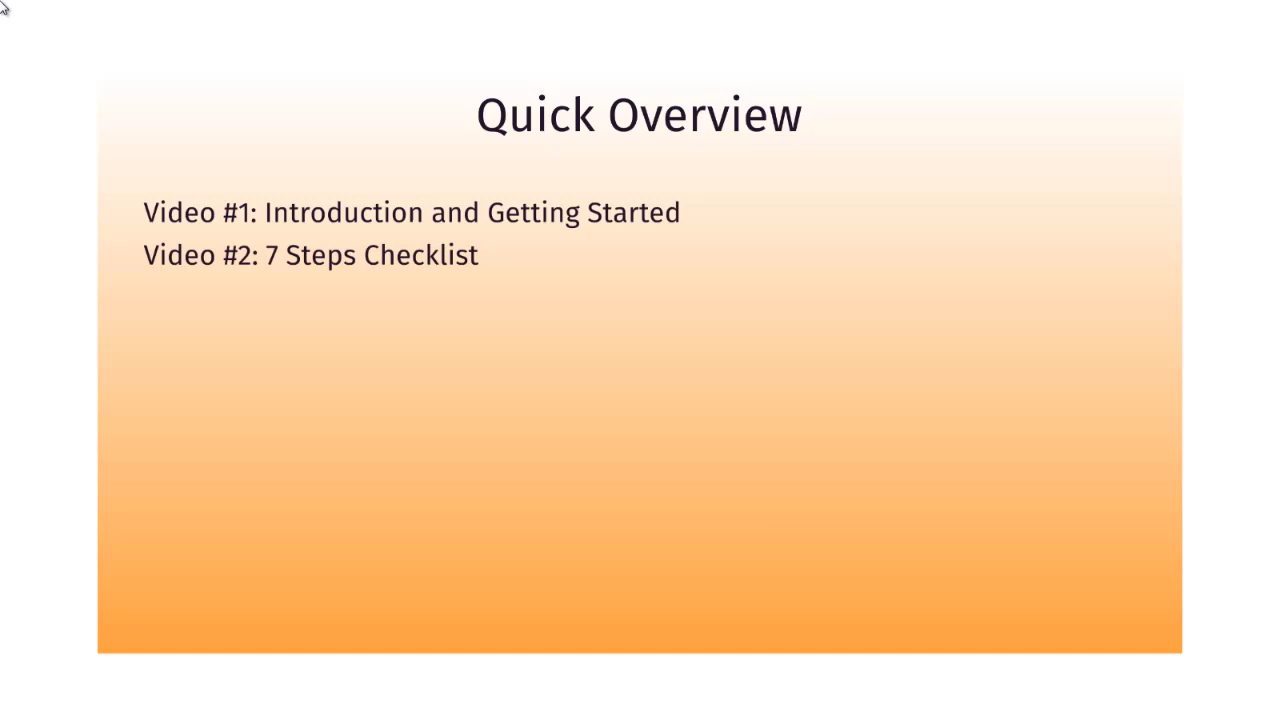 Quick Overview
Video #1: Introduction and Getting Started
Video #2: 7 Steps Checklist